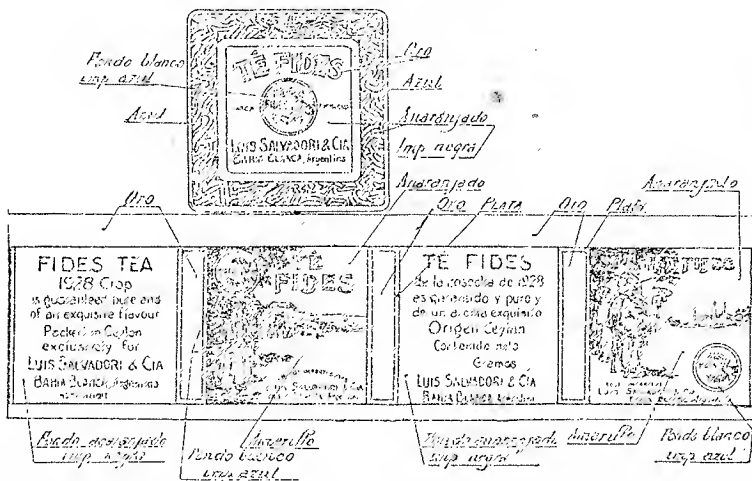 Fondo blanco
imp azul
Azul
TÉ FIDES
LUIS SALVADORI & CIA
BAHIA BLANCA, Argentina
Oro
Azul
Anaranjado
Imp negra
Oro
Anaranjado
Oro
PLATA
Oro
PLATA
Anaranjado
FIDES TEA
1928 Crop
is guaranteed pure and
of an exquisite flavour
Packed in Ceylon
exclusively for
LUIS SALVADORI & CIA
BAHIA BLANCA, Argentina
TÉ
FIDES
TÉ FIDES
de la cosecha de 1928
es garantido y puro y
de un aroma exquisito
Origen Ceylan
Contenido neto
Gramos
LUIS SALVADORI & CÍA
BAHIA BLANCA, Argentina
TÉ FIDES
Fondo anaranjado
imp negra
Fondo blanco
imp azul
Amarillo
Fondo anaranjado
imp negra
Amarillo
Fondo blanco
imp azul